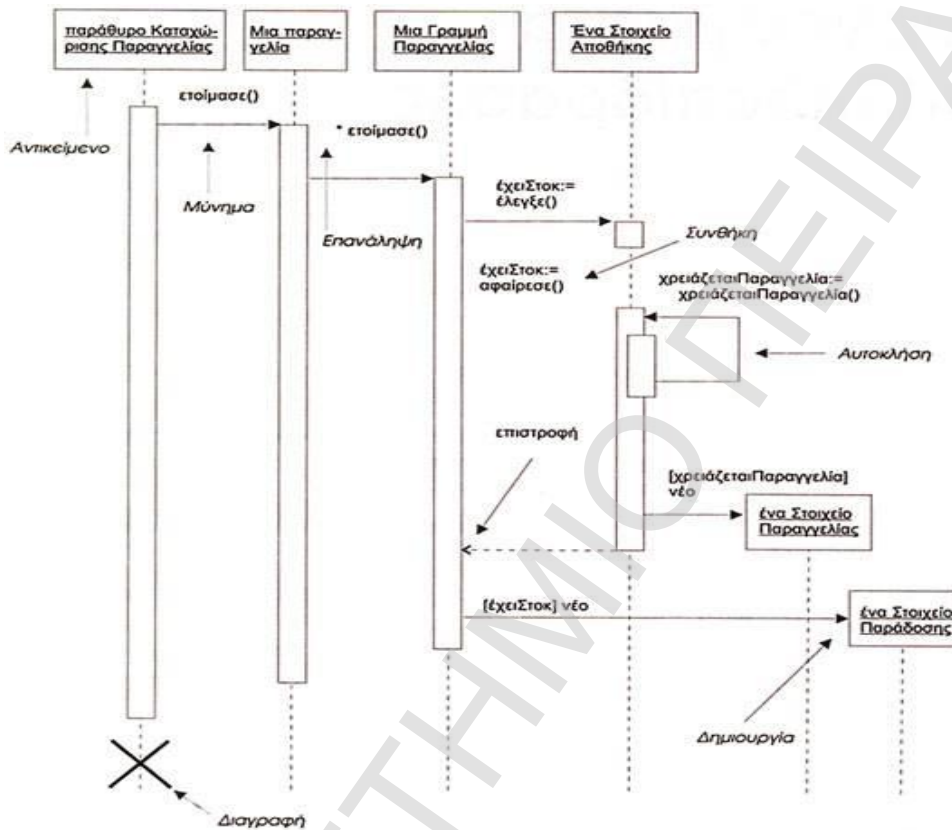 παράθυρο Καταχώ-
ρισης Παραγγελίας
Μια παραγ-
γελία
Μια Γραμμή
Παραγγελίας
Ένα Στοιχείο
Αποθήκης
ετοίμασε()
* ετοίμασε()
Αντικείμενο
Μύνημα
Επανάληψη
έχειΣτοκ:=
έλεγξε()
Συνθήκη
έχειΣτοκ:=
αφαίρεσε()
χρειάζεταιΠαραγγελία:=
χρειάζεταιΠαραγγελία()
Αυτοκλήση
επιστροφή
[χρειάζεταιΠαραγγελία]
νέο
ένα Στοιχείο
Παραγγελίας
[έχειΣτοκ] νέο
ένα Στοιχείο
Παράδοσης
Δημιουργία
Διαγραφή
ΣΤΗΜΙΟ ΠΕΙΡΑ